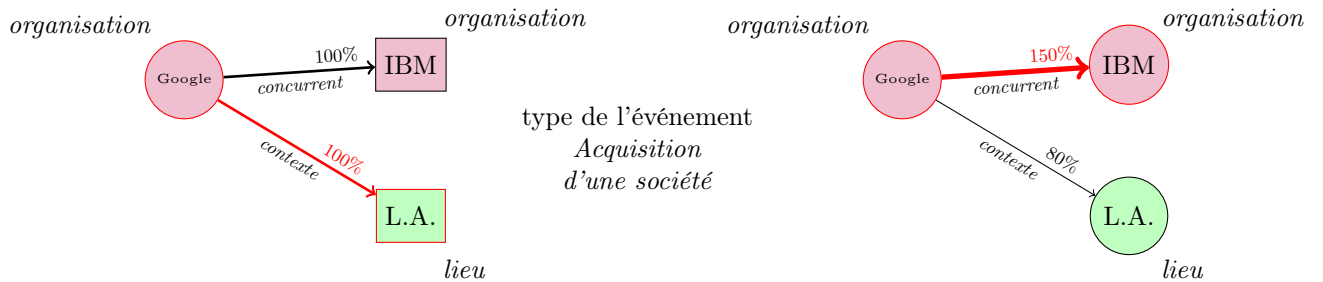 organisation
organisation
Google
100%
concurrent
IBM
100%
contexte
L.A.
lieu
type de l'événement
Acquisition
d'une société
organisation
organisation
Google
150%
concurrent
IBM
80%
contexte
L.A.
lieu